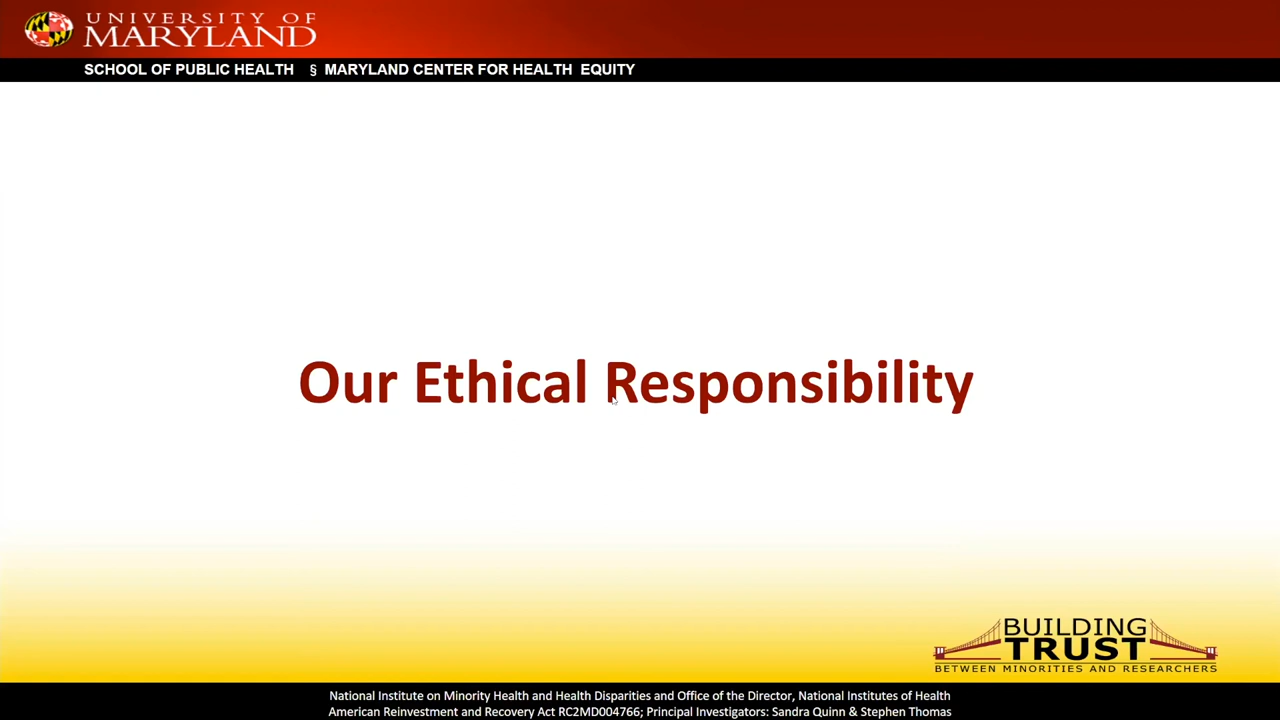 UNIVERSITY OF
MARYLAND
SCHOOL OF PUBLIC HEALTH § MARYLAND CENTER FOR HEALTH EQUITY
Our Ethical Responsibility
BUILDING
TRUST
BETWEEN MINORITIES AND RESEARCHERS
National Institute on Minority Health and Health Disparities and Office of the Director, National Institutes of Health
American Reinvestment and Recovery Act RC2MD004766; Principal Investigators: Sandra Quinn & Stephen Thomas